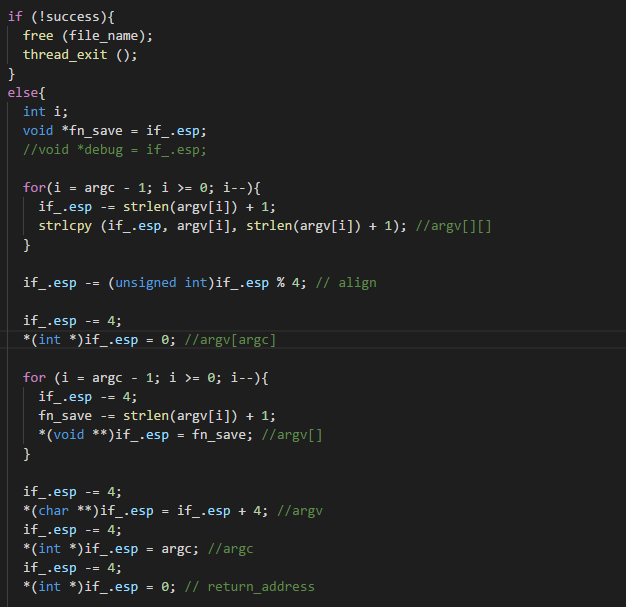 if (!success){
  free (file_name);
  thread_exit ();
}
else{
  int i;
  void *fn_save = if_.esp;
  //void *debug = if_.esp;

  for(i = argc - 1; i >= 0; i--){
    if_.esp -= strlen(argv[i]) + 1;
    strlcpy (if_.esp, argv[i], strlen(argv[i]) + 1); //argv[][]
  }

  if_.esp -= (unsigned int)if_.esp % 4; // align

  if_.esp -= 4;
  *(int *)if_.esp = 0; //argv[argc]

  for (i = argc - 1; i >= 0; i--){
    if_.esp -= 4;
    fn_save -= strlen(argv[i]) + 1;
    *(void **)if_.esp = fn_save; //argv[]
  }

  if_.esp -= 4;
  *(char **)if_.esp = if_.esp + 4; //argv
  if_.esp -= 4;
  *(int *)if_.esp = argc; //argc
  if_.esp -= 4;
  *(int *)if_.esp = 0; // return_address